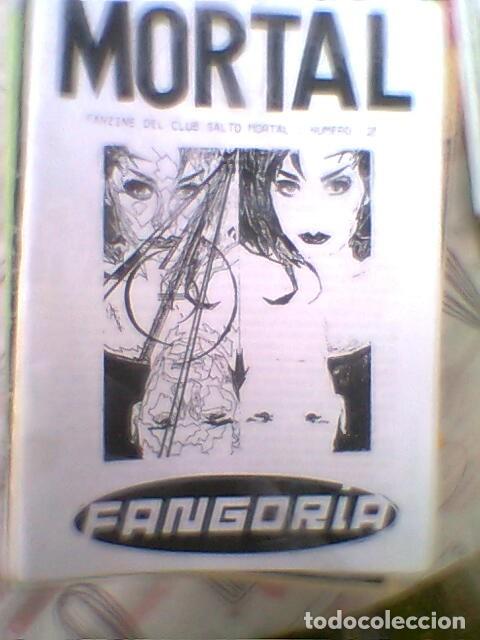 MORTAL
FANZINE DEL CLUB SALTO MORTAL . NUMERO 2
FANGORIA
todocoleccion